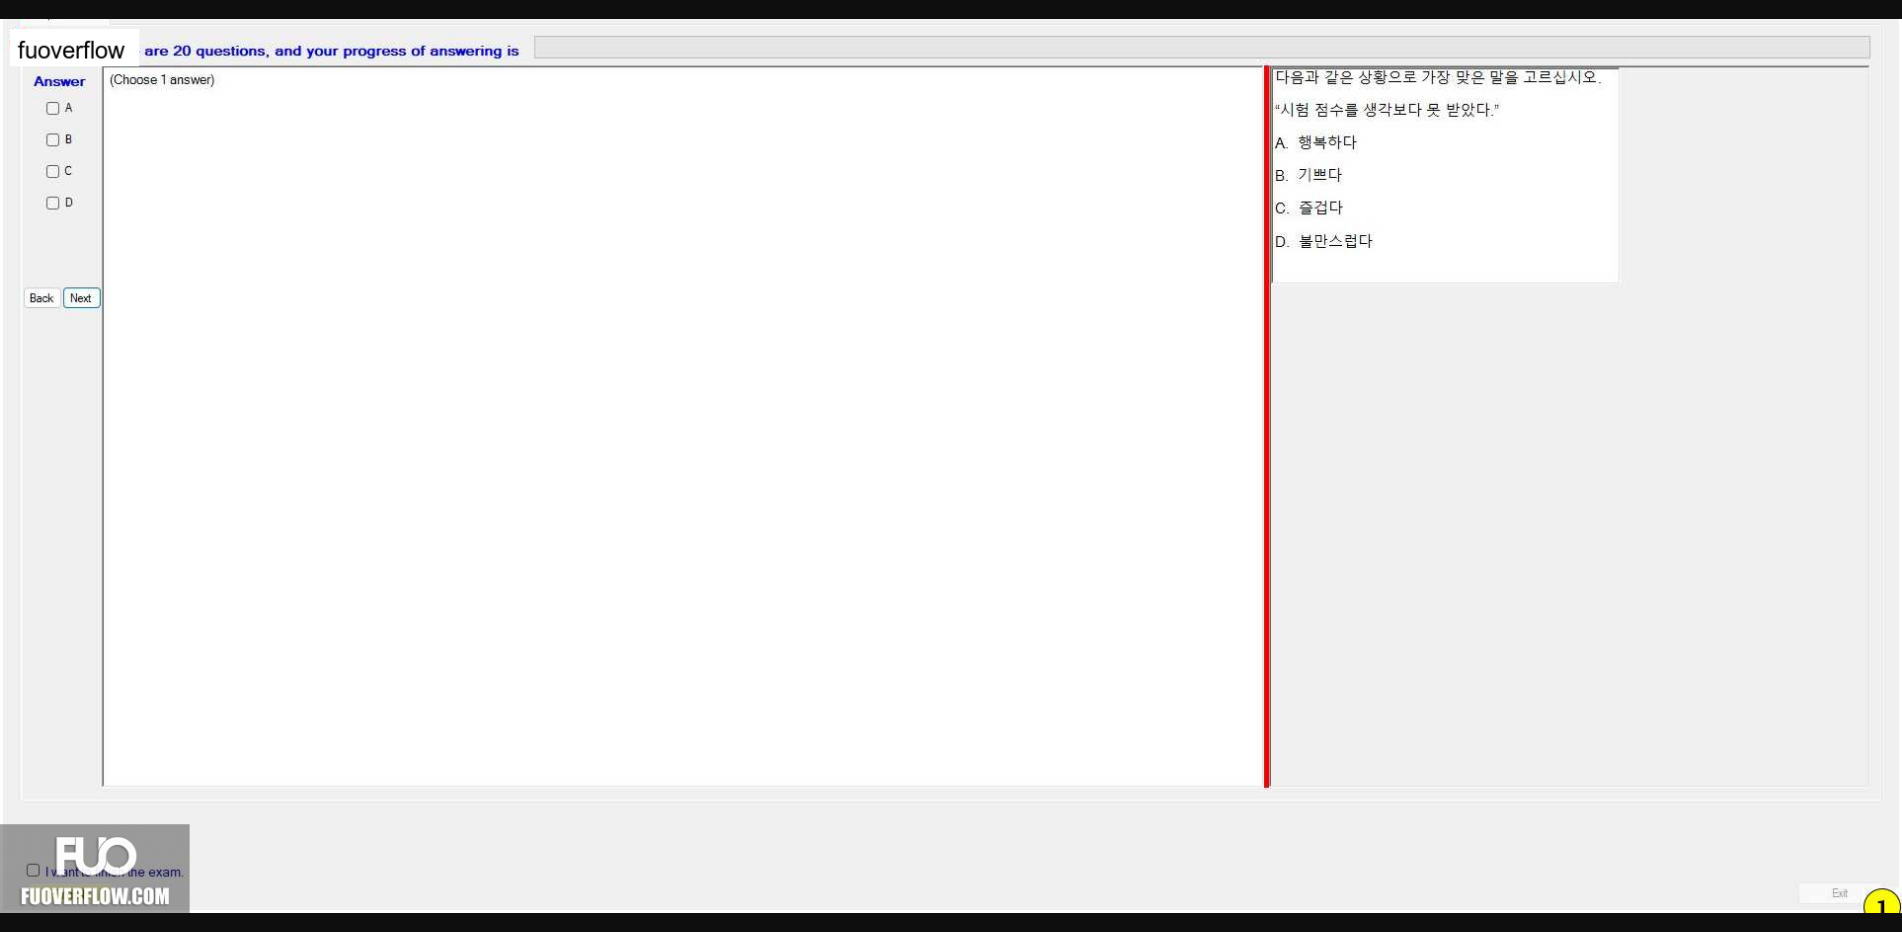 fuoverflow are 20 questions, and your progress of answering is
Answer
(Choose 1 answer)
A
B
C
D
Back Next
다음과 같은 상황으로 가장 맞은 말을 고르십시오.
“시험 점수를 생각보다 못 받았다.”
A. 행복하다
B. 기쁘다
C. 즐겁다
D. 불만스럽다
FUO
I want to finish the exam.
FUOVERFLOW.COM
Exit
1